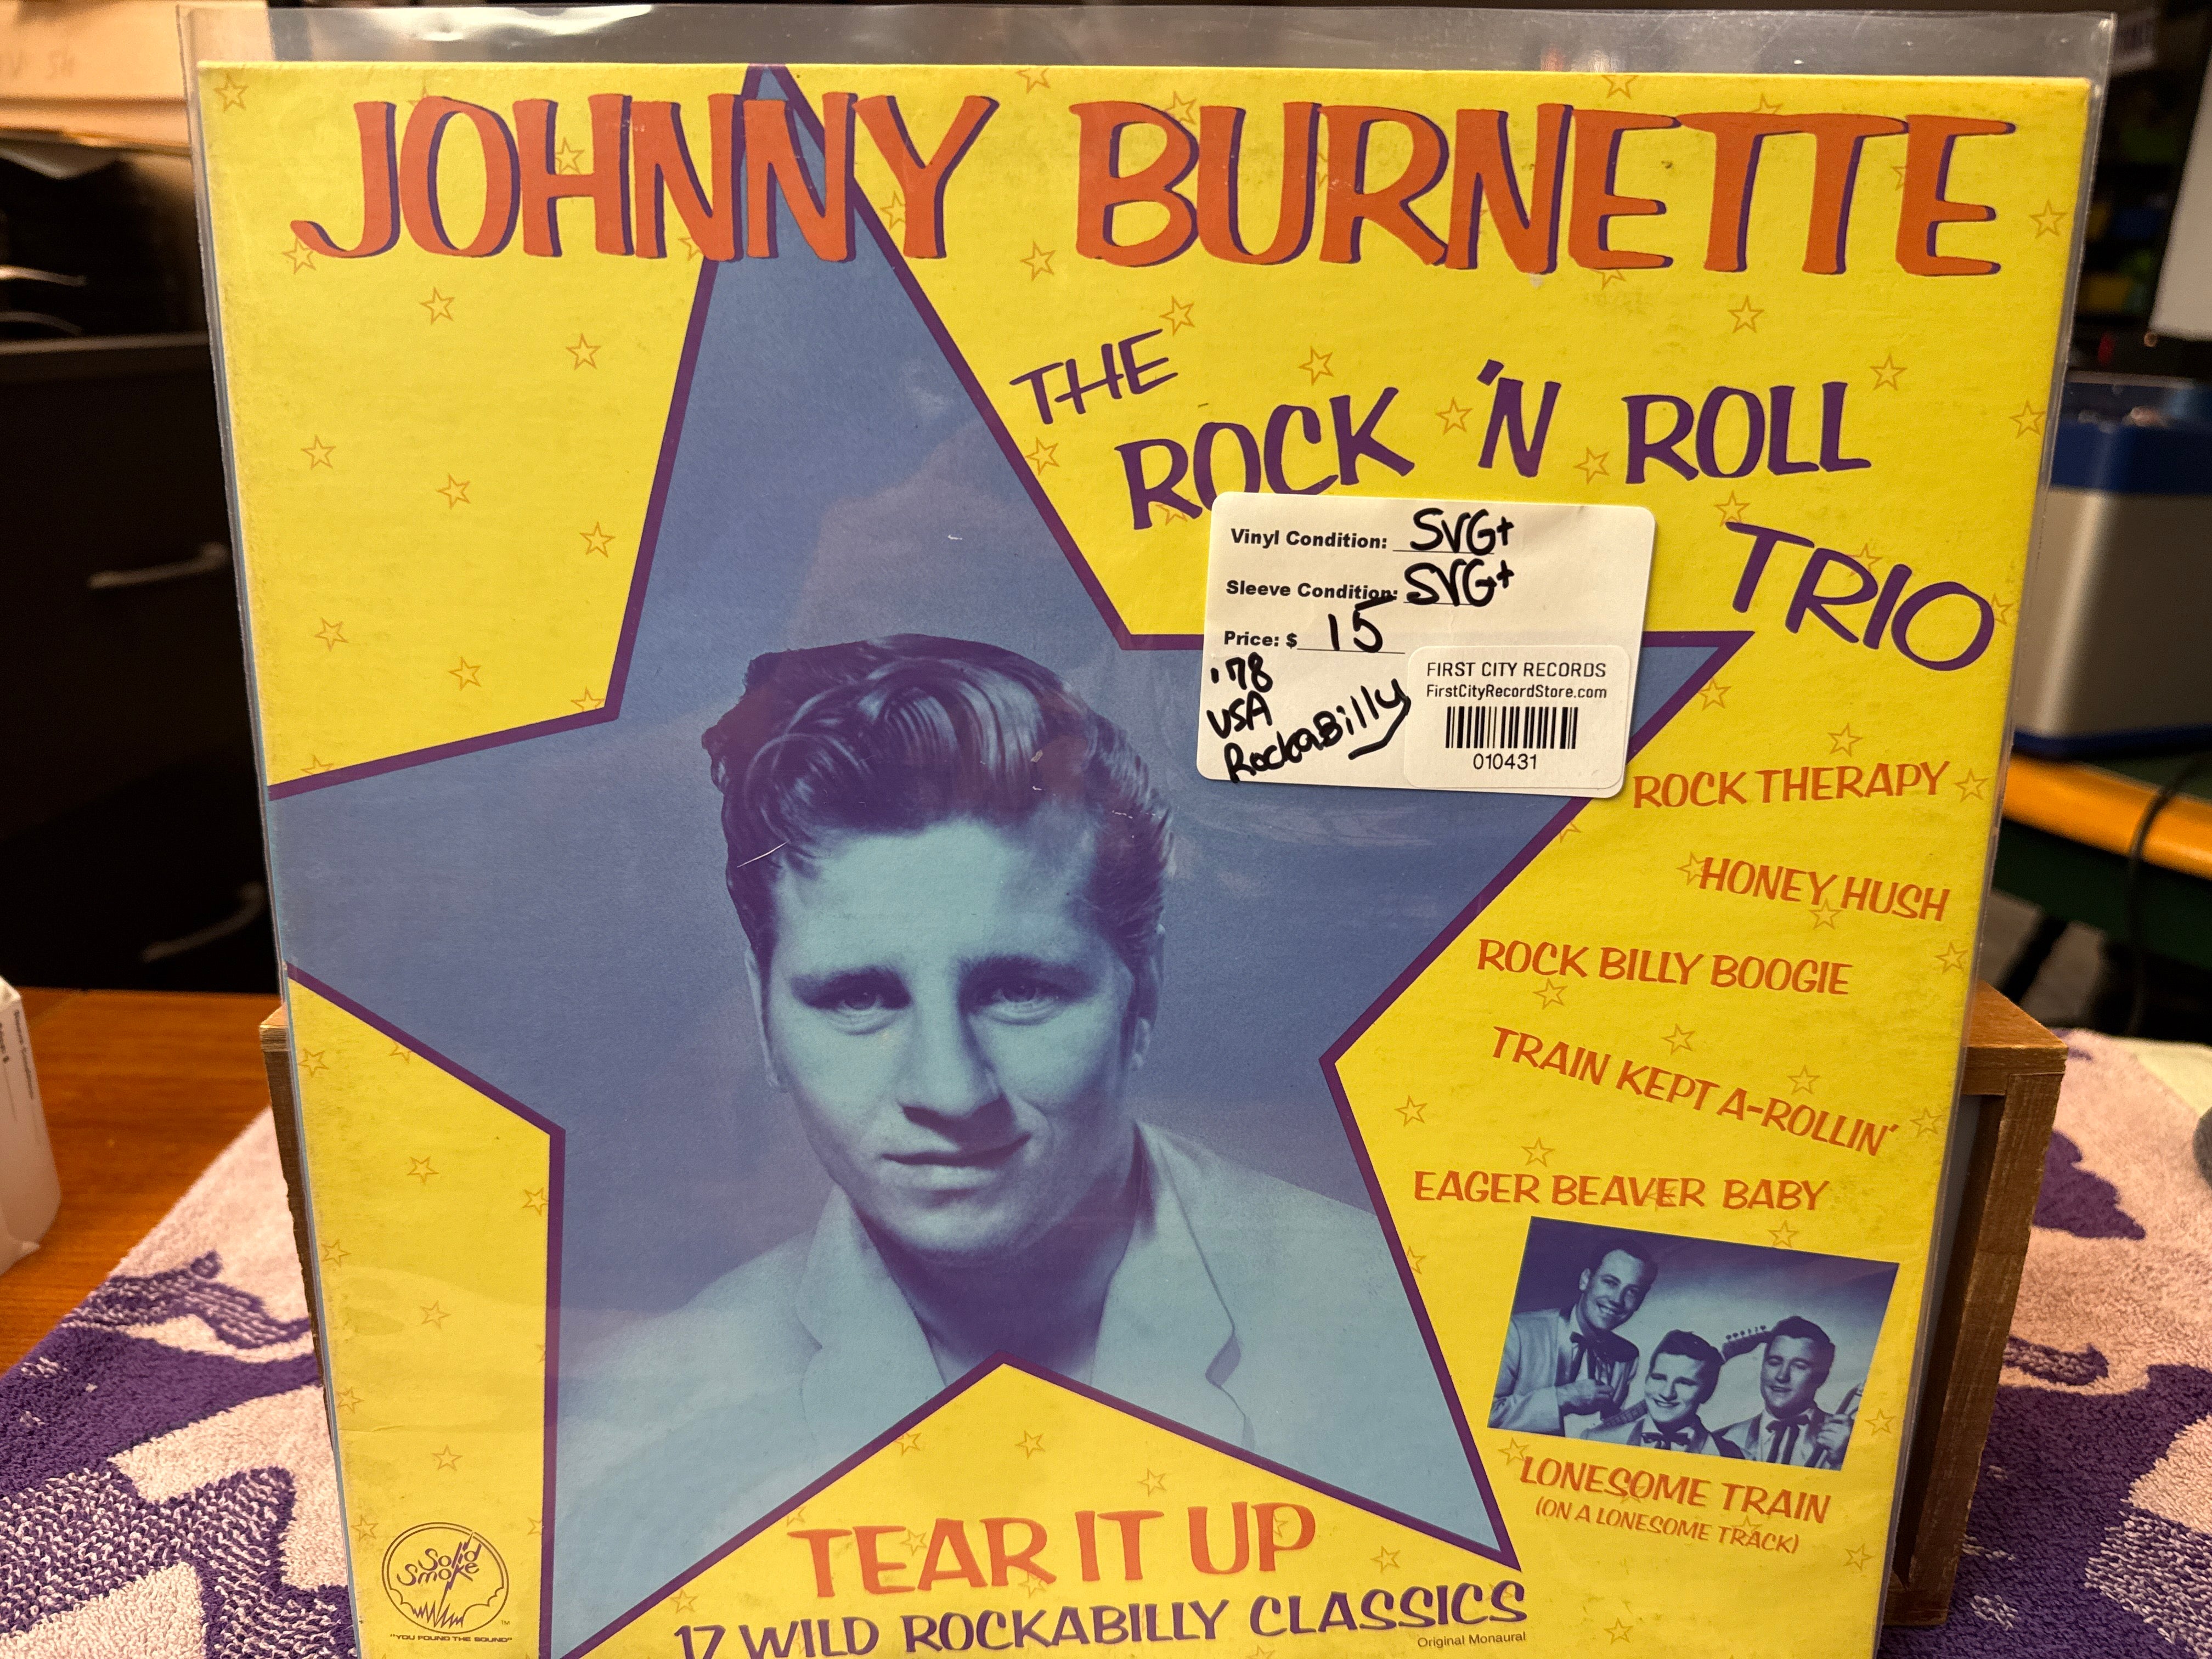 JOHNNY BURNETTE
THE
ROCK 'N ROLL
TRIO
Vinyl Condition: SVG+
Sleeve Condition: SVG+
Price: $ 15
'78
USA
RockaBilly
FIRST CITY RECORDS
FirstCityRecordStore.com
010431
ROCK THERAPY
HONEY HUSH
ROCK BILLY BOOGIE
TRAIN KEPT A-ROLLIN'
EAGER BEAVER BABY
LONESOME TRAIN
(ON A LONESOME TRACK)
TEAR IT UP
17 WILD ROCKABILLY CLASSICS
Original Monaural
Solid
Smoke
TM
"YOU FOUND THE SOUND"